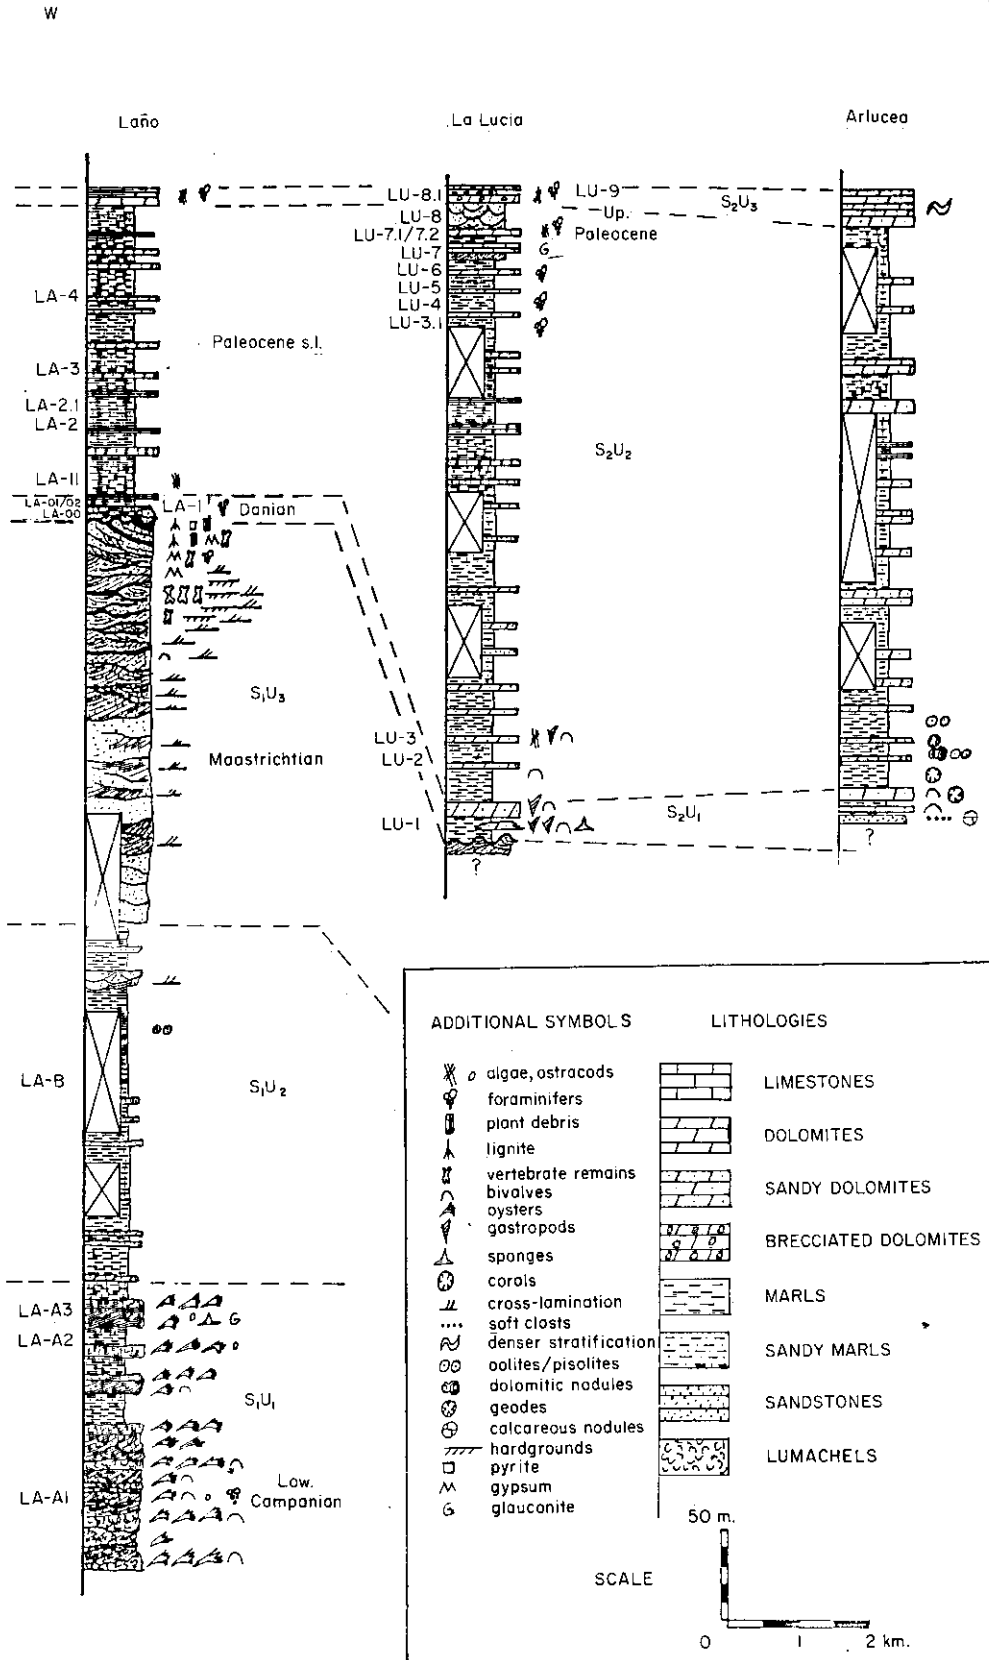 W
Laño
La Lucia
Arlucea
LU-8.1
LU-9
S₂U₃
LU-8
Up.
LU-7.1/7.2
Paleocene
LU-7
G
LU-6
LU-5
LA-4
LU-4
LU-3.1
Paleocene s.l.
LA-3
LA-2.1
LA-2
S₂U₂
LA-11
LA-01/02
LA-1
Danian
LA-00
S₁U₃
LU-3
Maastrichtian
LU-2
S₂U₁
LU-1
?
?
LA-B
S₁U₂
LA-A3
G
LA-A2
S₁U₁
Low.
LA-A1
Campanian
ADDITIONAL SYMBOLS
algae, ostracods
foraminifers
plant debris
lignite
vertebrate remains
bivalves
oysters
gastropods
sponges
corals
cross-lamination
soft clasts
denser stratification
oolites/pisolites
dolomitic nodules
geodes
calcareous nodules
hardgrounds
pyrite
gypsum
G glauconite
LITHOLOGIES
LIMESTONES
DOLOMITES
SANDY DOLOMITES
BRECCIATED DOLOMITES
MARLS
SANDY MARLS
SANDSTONES
LUMACHELS
50 m.
SCALE
0 1 2 km.